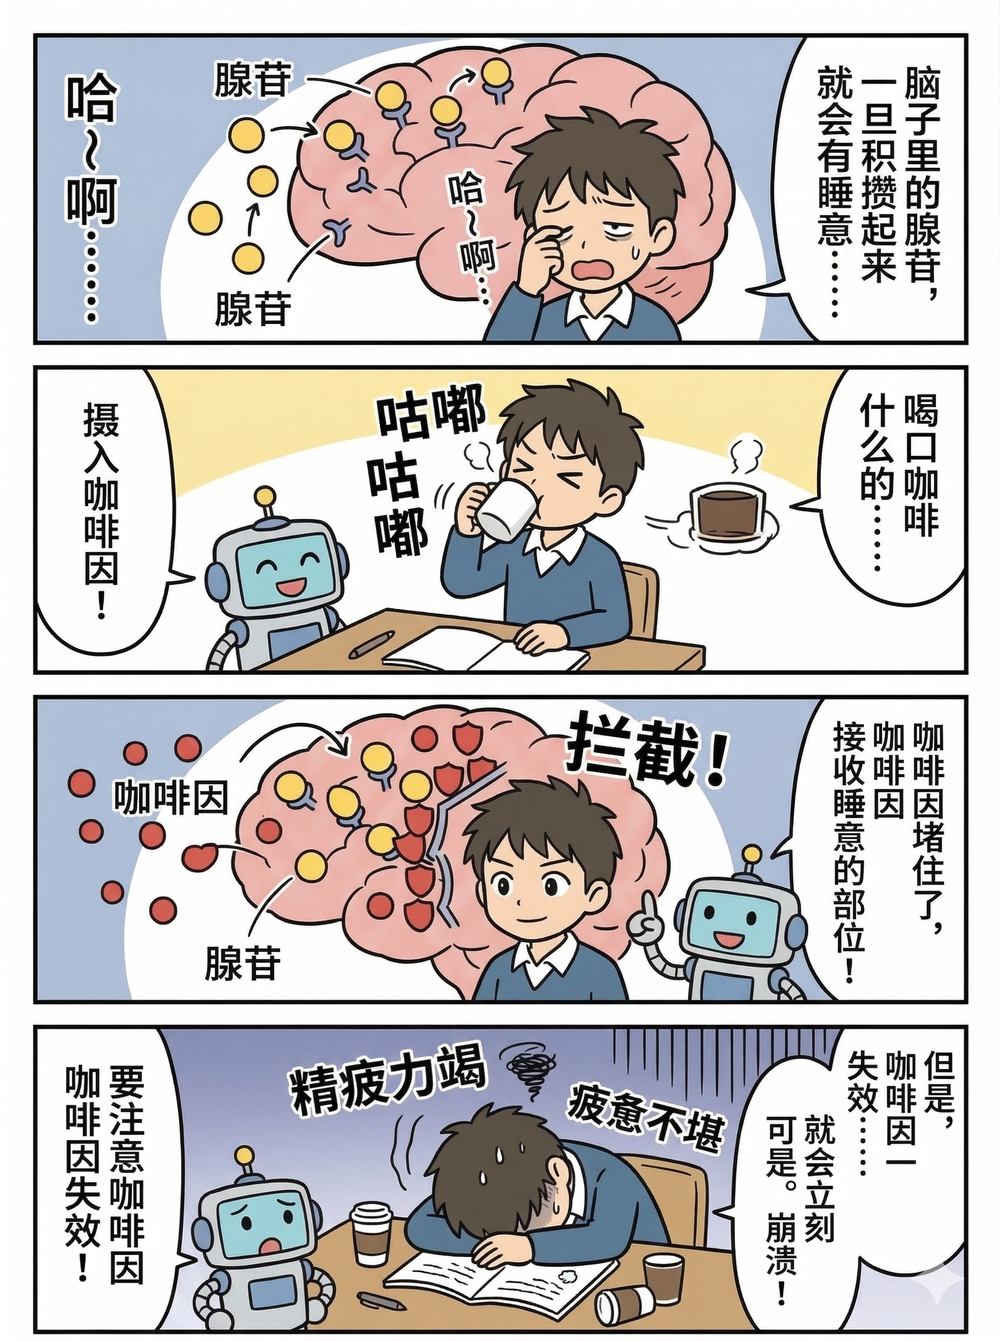 脑子里的腺苷，
一旦积攒起来
就会有睡意……
腺苷
哈~啊……
哈~啊…
腺苷
喝口咖啡
什么的……
咕嘟
咕
嘟
摄入咖啡因！
咖啡因堵住了，
咖啡因
接收睡意的部位！
拦截！
咖啡因
腺苷
但是，
咖啡因一
失效……
就会立刻
可是。崩溃！
精疲力竭
疲惫不堪
要注意咖啡因
咖啡因失效！